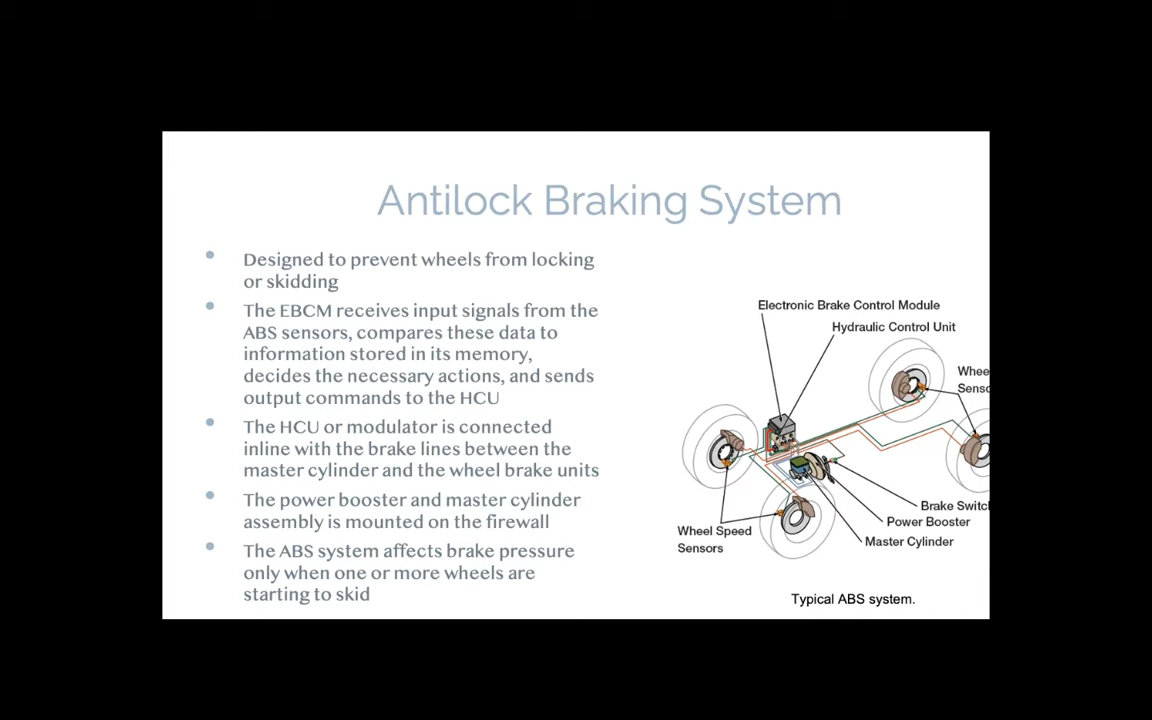 Antilock Braking System
• Designed to prevent wheels from locking
or skidding
• The EBCM receives input signals from the
ABS sensors, compares these data to
information stored in its memory,
decides the necessary actions, and sends
output commands to the HCU
• The HCU or modulator is connected
inline with the brake lines between the
master cylinder and the wheel brake units
• The power booster and master cylinder
assembly is mounted on the firewall
• The ABS system affects brake pressure
only when one or more wheels are
starting to skid
Electronic Brake Control Module
Hydraulic Control Unit
Whee
Senso
Brake Switc
Power Booster
Master Cylinder
Wheel Speed
Sensors
Typical ABS system.